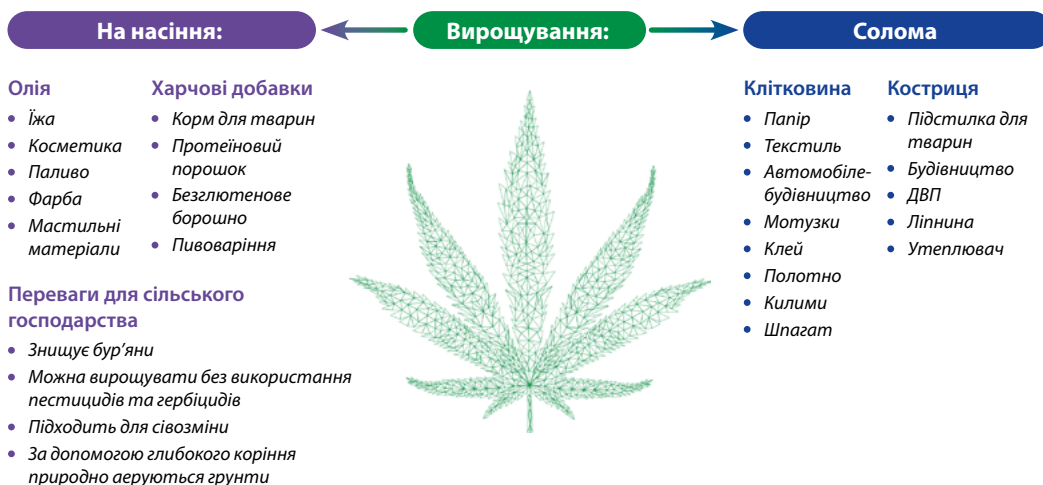 На насіння:
Вирощування:
Солома
Олія
• Їжа
• Косметика
• Паливо
• Фарба
• Мастильні
матеріали
Харчові добавки
• Корм для тварин
• Протеїновий
порошок
• Безглютенове
борошно
• Пивоваріння
Переваги для сільського
господарства
• Знищує бур’яни
• Можна вирощувати без використання
пестицидів та гербіцидів
• Підходить для сівозміни
• За допомогою глибокого коріння
природно аеруються грунти
Клітковина
• Папір
• Текстиль
• Автомобіле-
будівництво
• Мотузки
• Клей
• Полотно
• Килими
• Шпагат
Костриця
• Підстилка для
тварин
• Будівництво
• ДВП
• Ліпнина
• Утеплювач